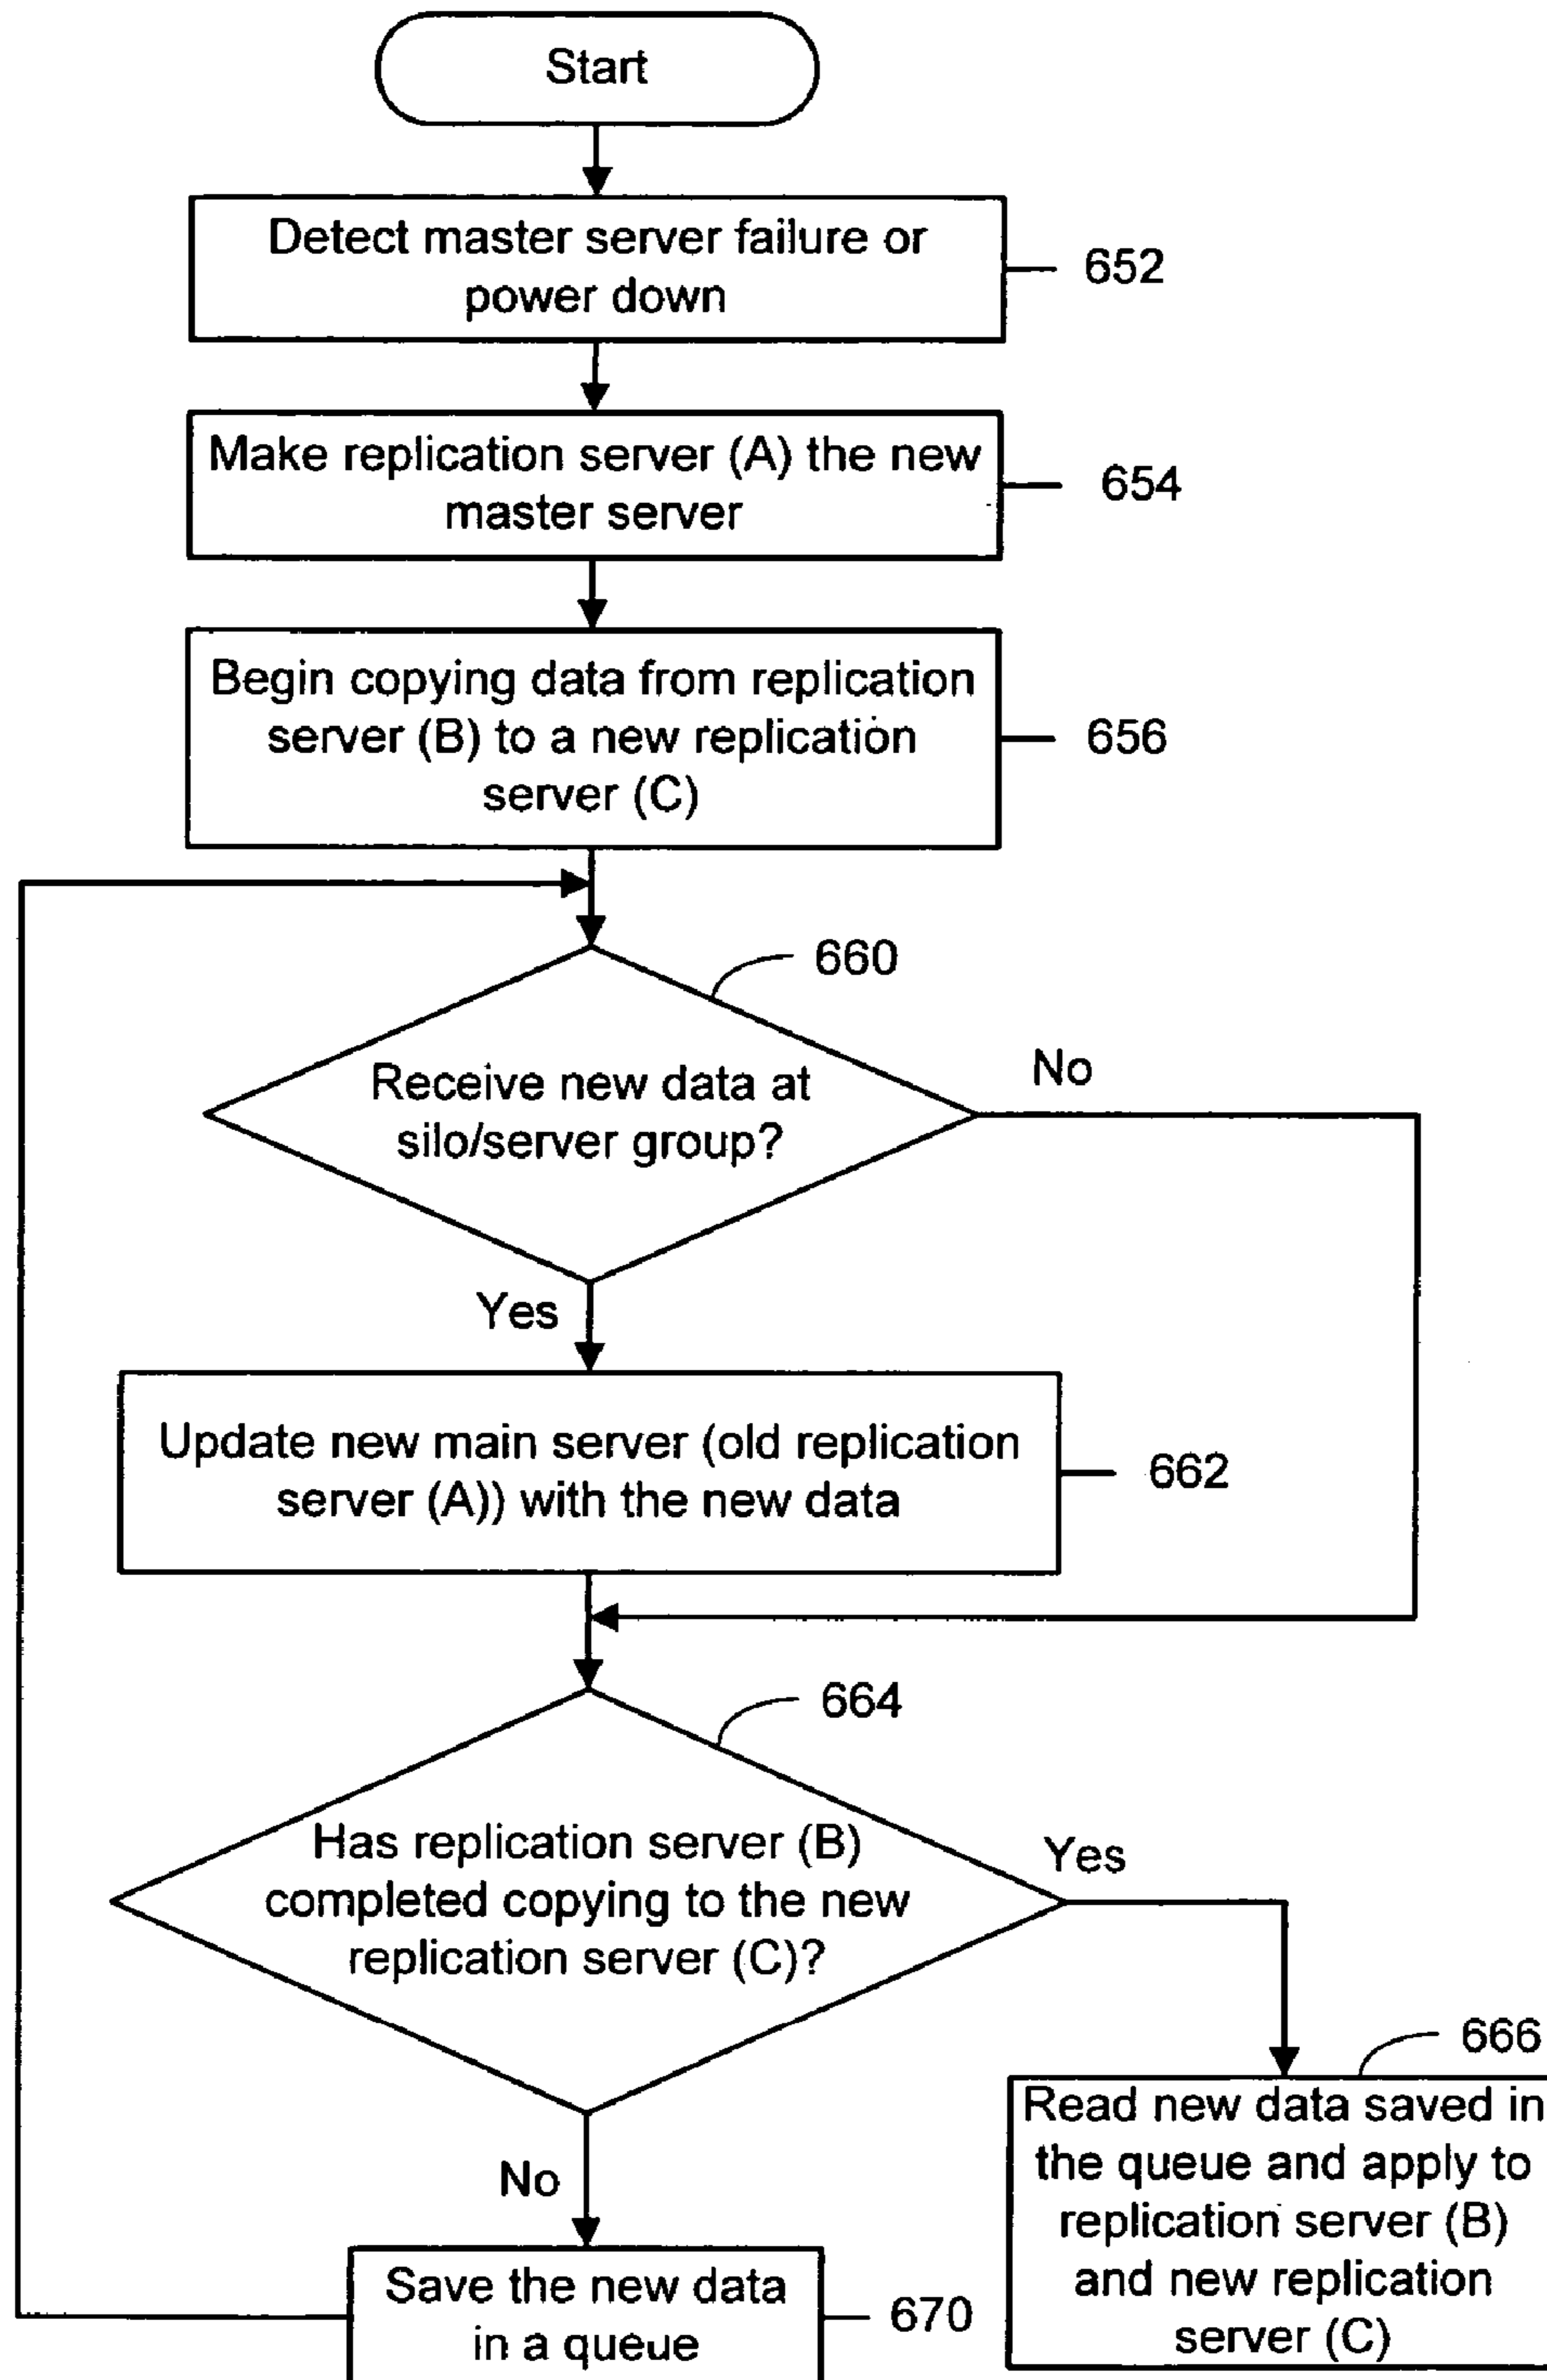 Start
Detect master server failure or
power down
652
Make replication server (A) the new
master server
654
Begin copying data from replication
server (B) to a new replication
server (C)
656
660
Receive new data at
silo/server group?
No
Yes
Update new main server (old replication
server (A)) with the new data
662
664
Has replication server (B)
completed copying to the new
replication server (C)?
Yes
666
Read new data saved in
the queue and apply to
replication server (B)
and new replication
server (C)
No
Save the new data
in a queue
670